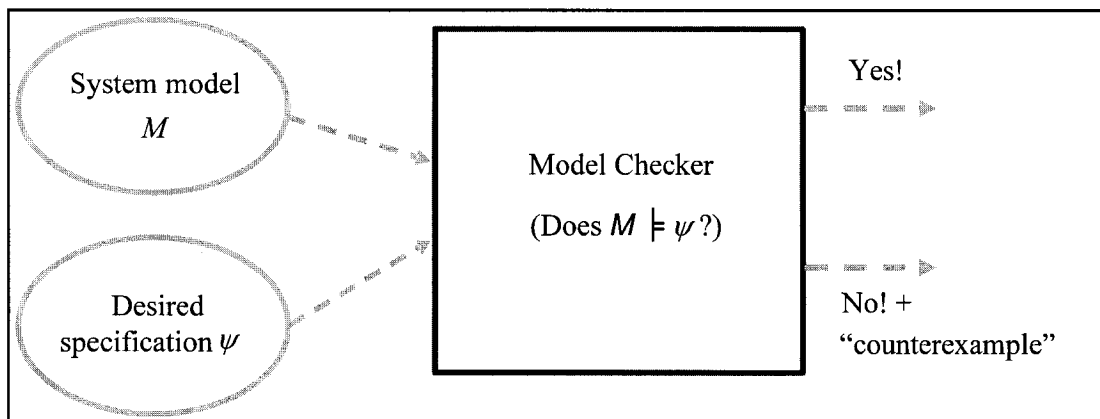 System model
M
Desired
specification ψ
Model Checker
(Does M ⊨ ψ?)
Yes!
No! +
“counterexample”